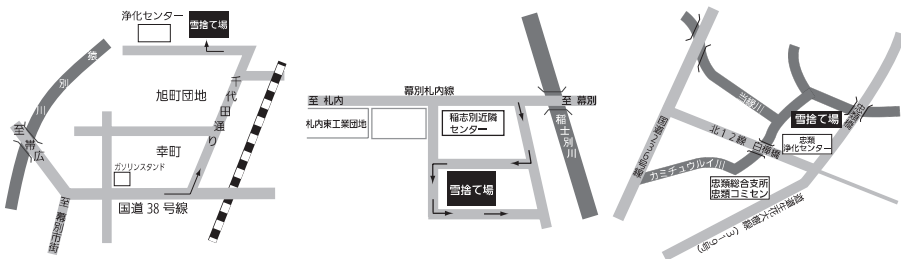 浄化センター
雪捨て場
猿別川
旭町団地
千代田通り
至帯広
幸町
ガソリンスタンド
国道38号線
至幕別市街
幕別札内線
至 札内
至 幕別
札内東工業団地
稲志別近隣
センター
稲士別川
雪捨て場
当縁川
雪捨て場
国道236号線
北12線
白樺橋
忠類
浄化センター
カミチュウルイ川
忠類総合支所
忠類コミセン